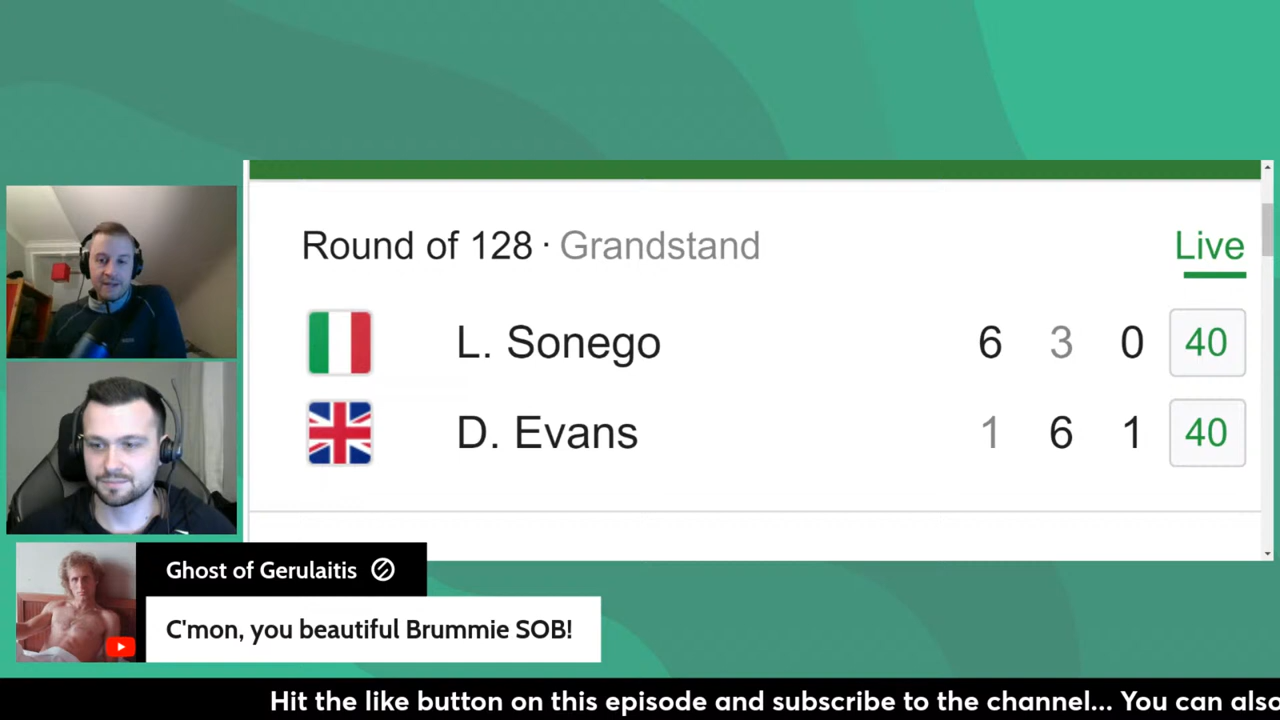 Round of 128 · Grandstand
Live
L. Sonego 6 3 0 40
D. Evans 1 6 1 40
Ghost of Gerulaitis
C'mon, you beautiful Brummie SOB!
Hit the like button on this episode and subscribe to the channel... You can also